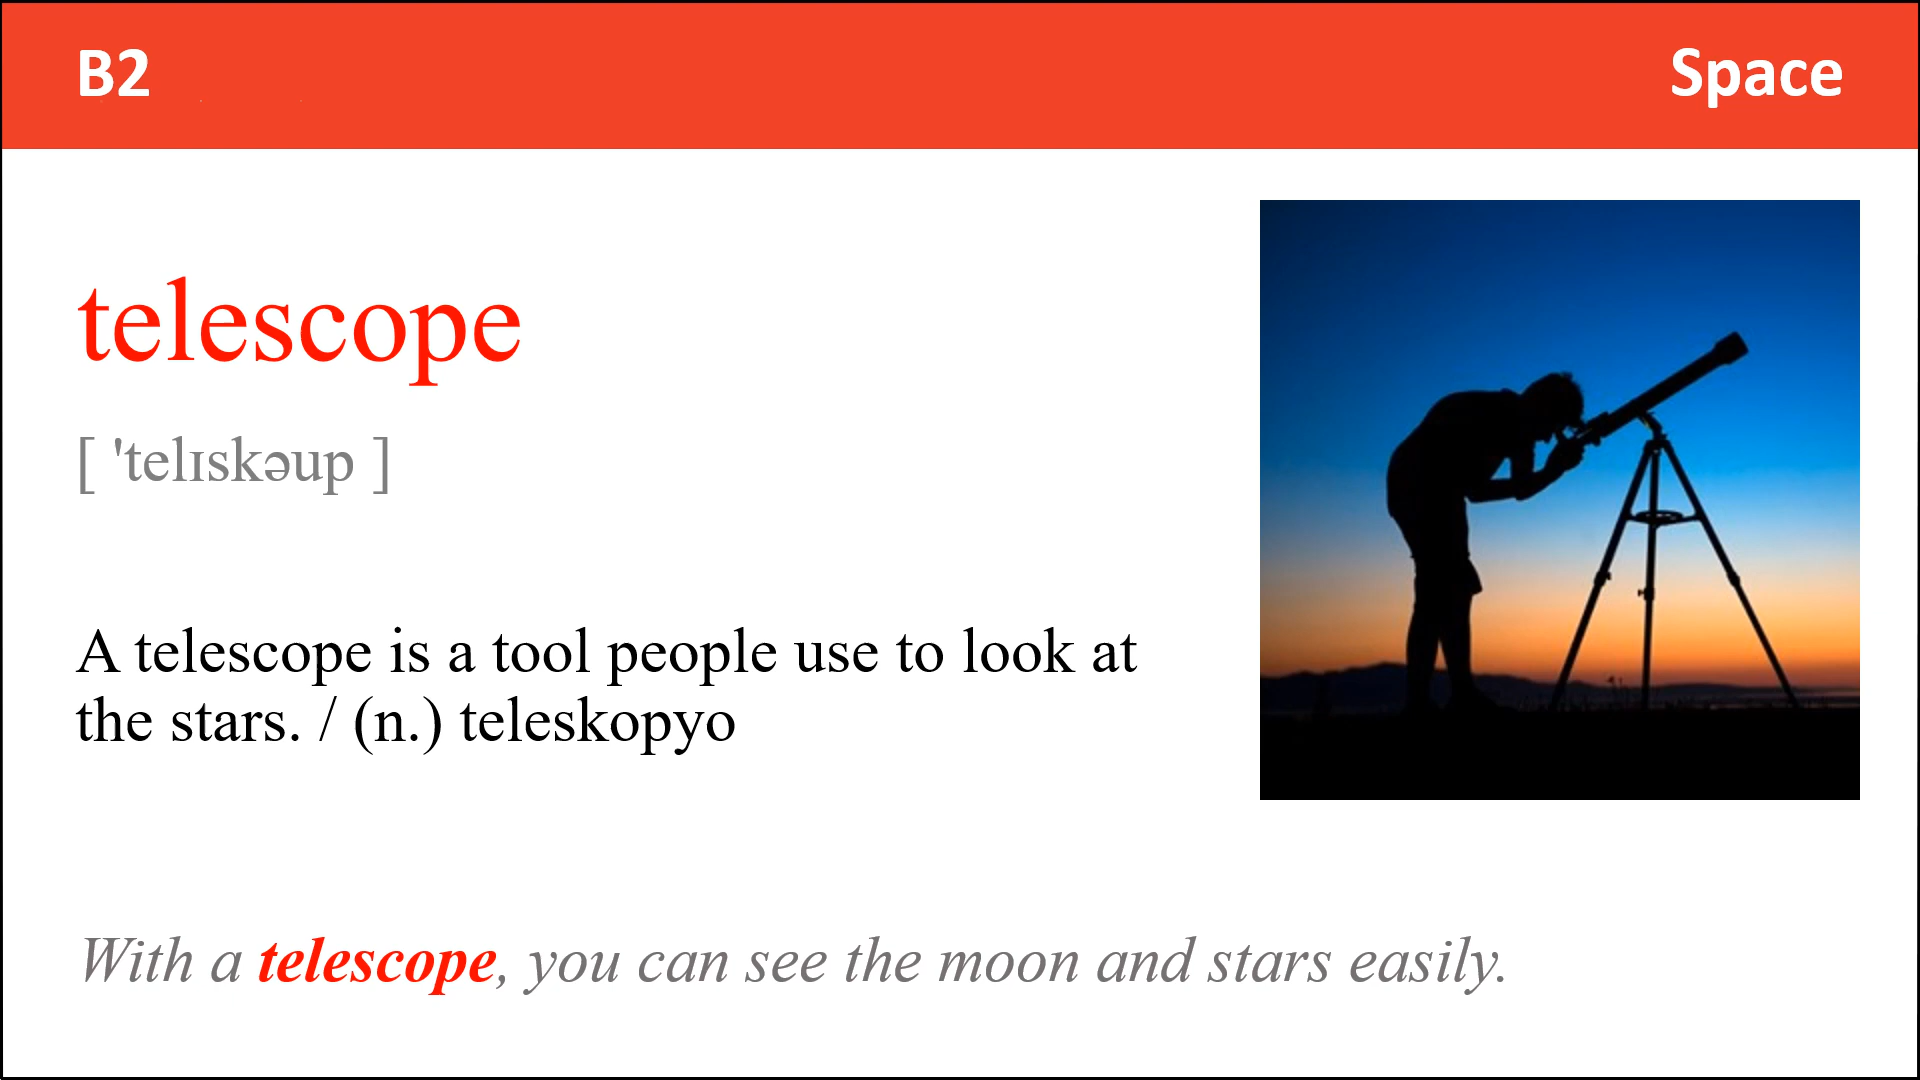 B2
Space
telescope
[ 'telɪskəup ]
A telescope is a tool people use to look at
the stars. / (n.) teleskopyo
With a telescope, you can see the moon and stars easily.